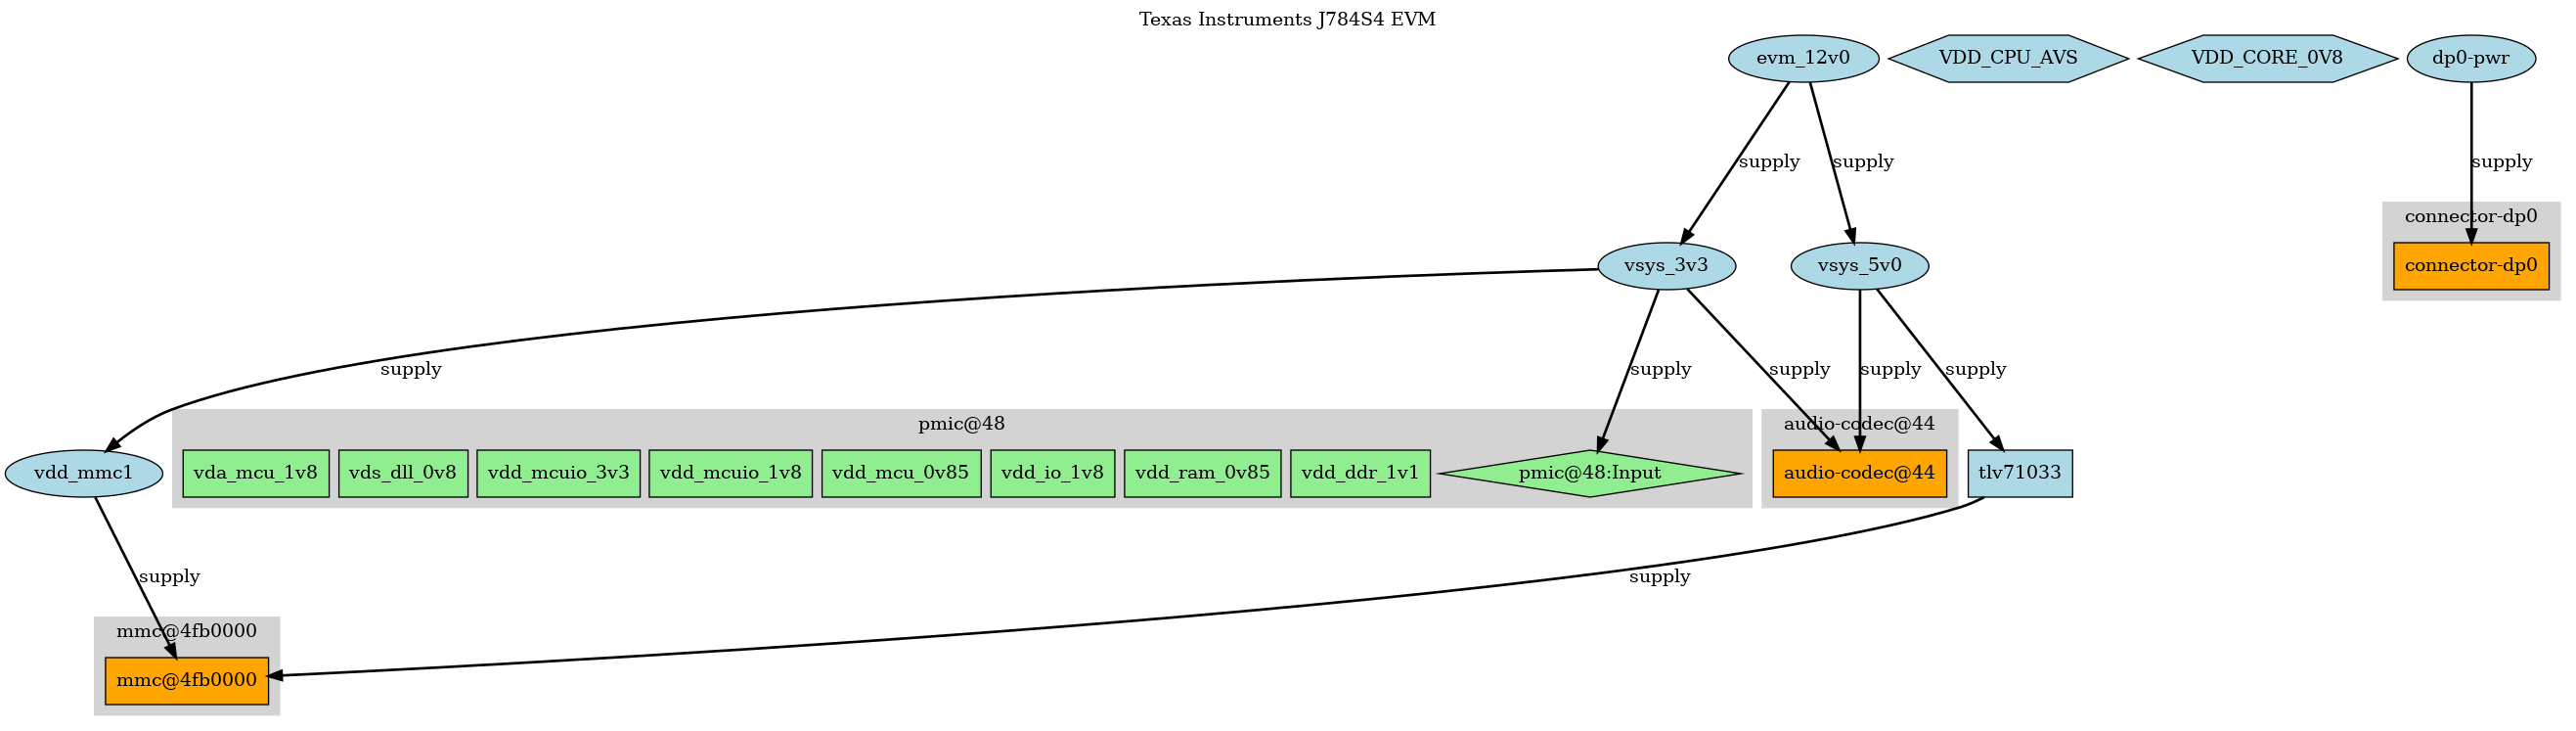 Texas Instruments J784S4 EVM
evm_12v0
VDD_CPU_AVS
VDD_CORE_0V8
dp0-pwr
supply
supply
supply
connector-dp0
vsys_3v3
vsys_5v0
connector-dp0
supply
supply
supply
supply
supply
pmic@48
audio-codec@44
vdd_mmc1
vda_mcu_1v8
vds_dll_0v8
vdd_mcuio_3v3
vdd_mcuio_1v8
vdd_mcu_0v85
vdd_io_1v8
vdd_ram_0v85
vdd_ddr_1v1
pmic@48:Input
audio-codec@44
tlv71033
supply
supply
mmc@4fb0000
mmc@4fb0000